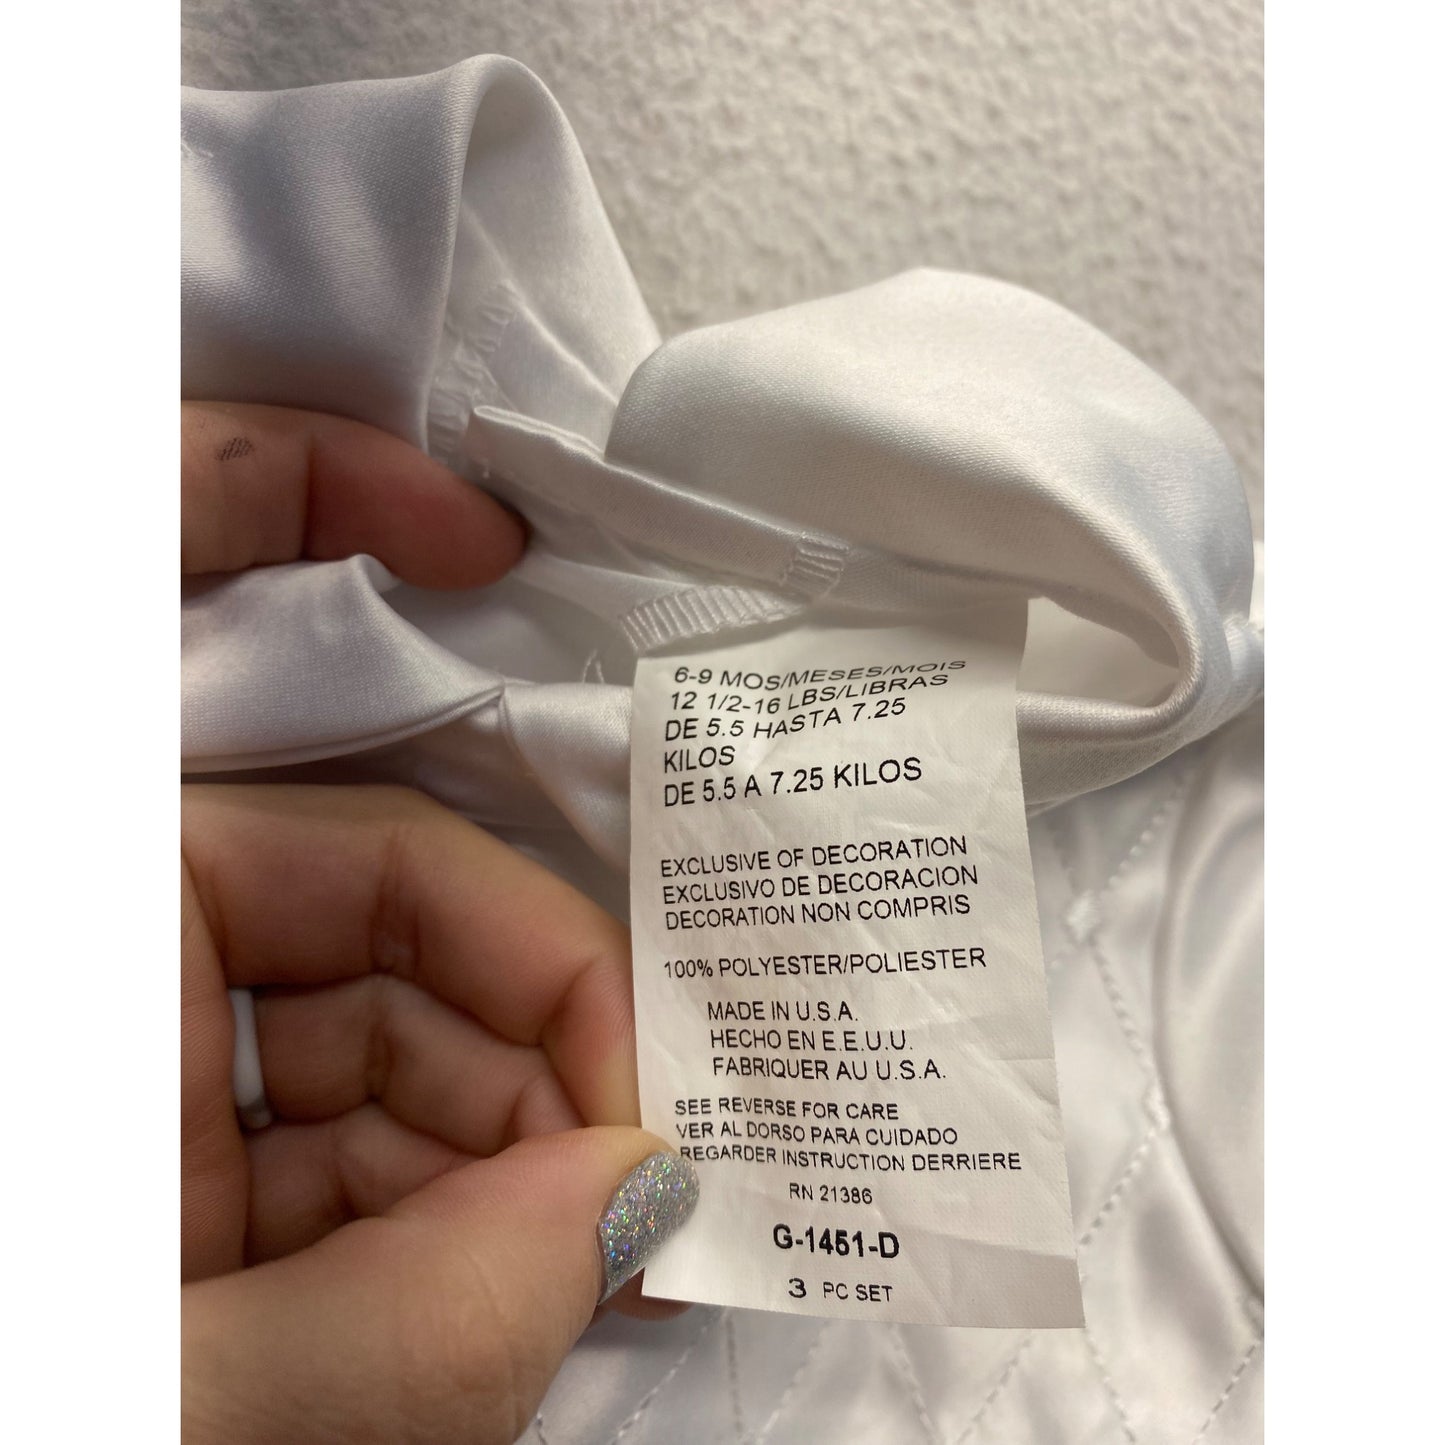 6-9 MOS/MESES/MOIS
12 1/2-16 LBS/LIBRAS
DE 5.5 HASTA 7.25
KILOS
DE 5.5 A 7.25 KILOS
EXCLUSIVE OF DECORATION
EXCLUSIVO DE DECORACION
DECORATION NON COMPRIS
100% POLYESTER/POLIESTER
MADE IN U.S.A.
HECHO EN E.E.U.U.
FABRIQUER AU U.S.A.
SEE REVERSE FOR CARE
VER AL DORSO PARA CUIDADO
REGARDER INSTRUCTION DERRIERE
RN 21386
G-1451-D
3 PC SET